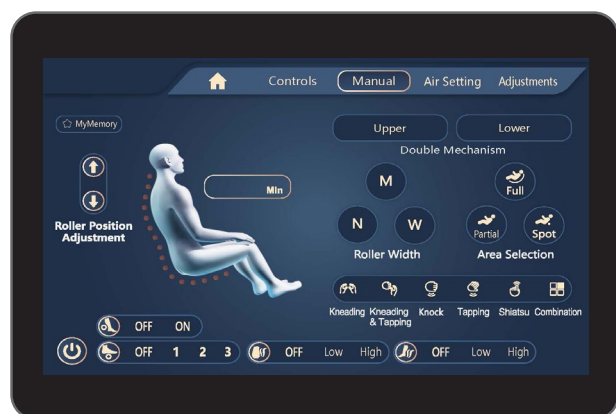 Controls Manual Air Setting Adjustments
MyMemory
Upper Lower
Double Mechanism
Min
M
N W
Roller Width
Full
Partial Spot
Area Selection
Roller Position
Adjustment
Kneading Kneading & Tapping Knock Tapping Shiatsu Combination
OFF ON
OFF 1 2 3
OFF Low High
OFF Low High